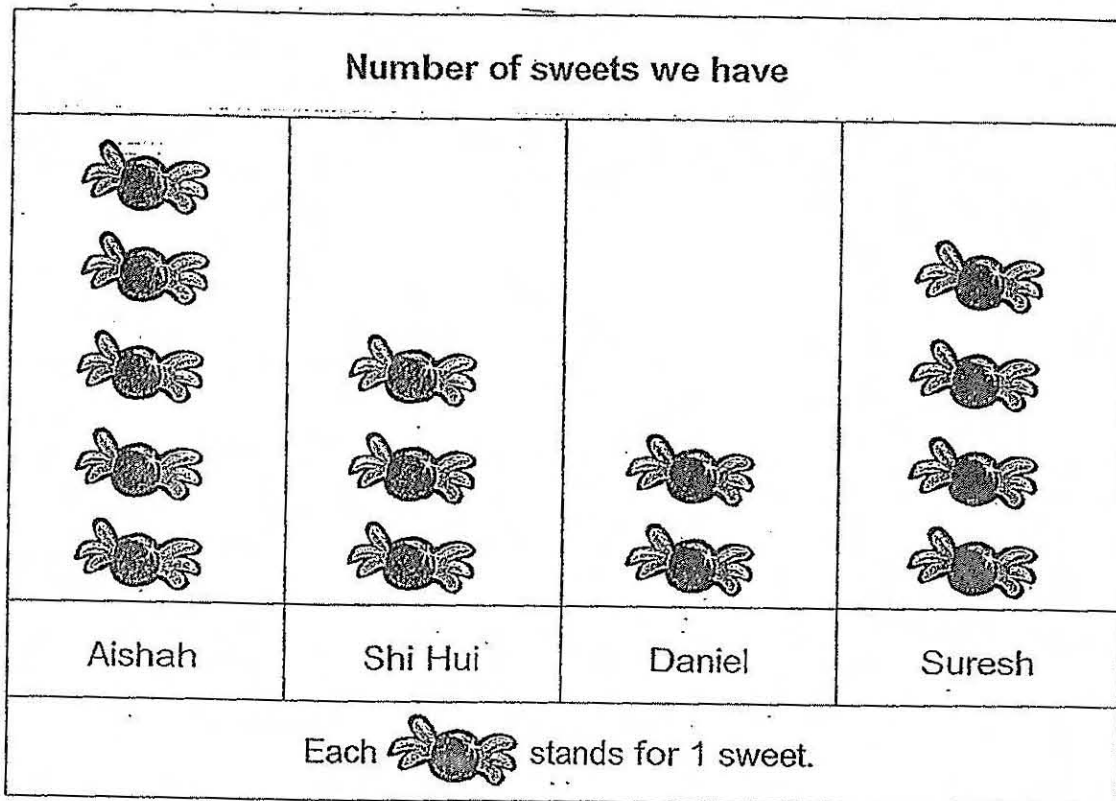 Number of sweets we have
Aishah
Shi Hui
Daniel
Suresh
Each stands for 1 sweet.